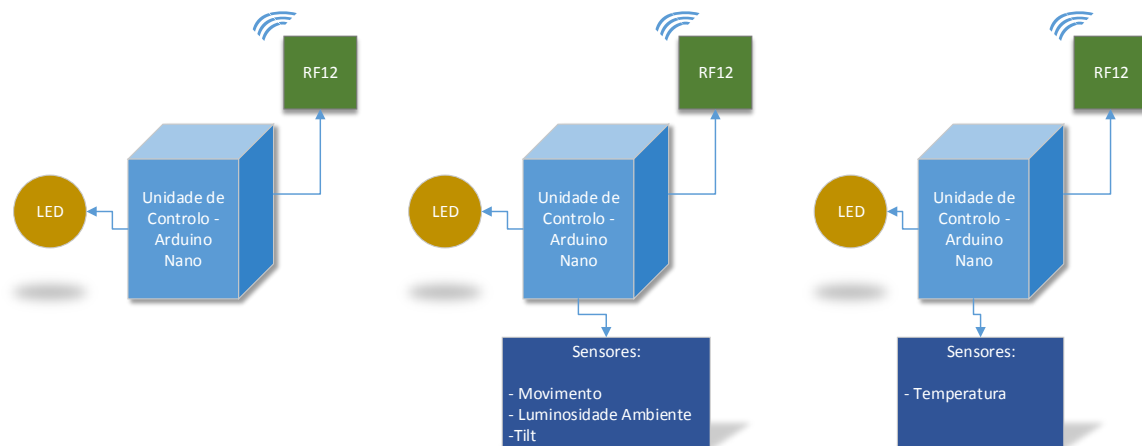 RF12
LED
Unidade de
Controlo -
Arduino
Nano
RF12
LED
Unidade de
Controlo -
Arduino
Nano
Sensores:
- Movimento
- Luminosidade Ambiente
-Tilt
RF12
LED
Unidade de
Controlo -
Arduino
Nano
Sensores:
- Temperatura